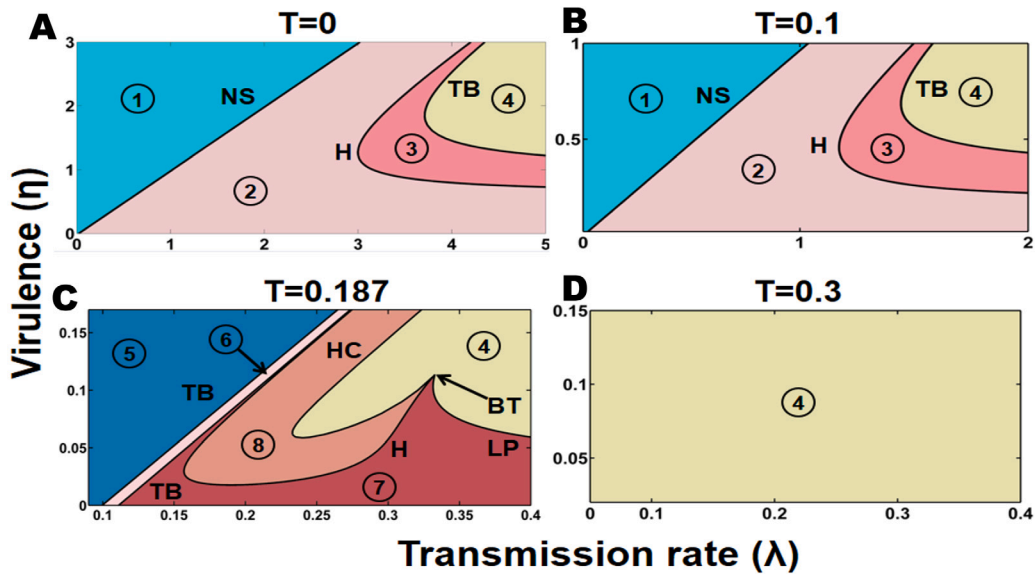 A
T=0
3
2
1
0
0
1
2
3
4
5
1
NS
2
H
3
TB
4
B
T=0.1
1
0.5
0
1
2
1
NS
2
H
3
TB
4
C
T=0.187
0.15
0.1
0.05
0
0.1
0.15
0.2
0.25
0.3
0.35
0.4
5
6
TB
HC
4
BT
8
H
LP
TB
7
D
T=0.3
0.15
0.1
0.05
0
0.1
0.2
0.3
0.4
4
Virulence (η)
Transmission rate (λ)